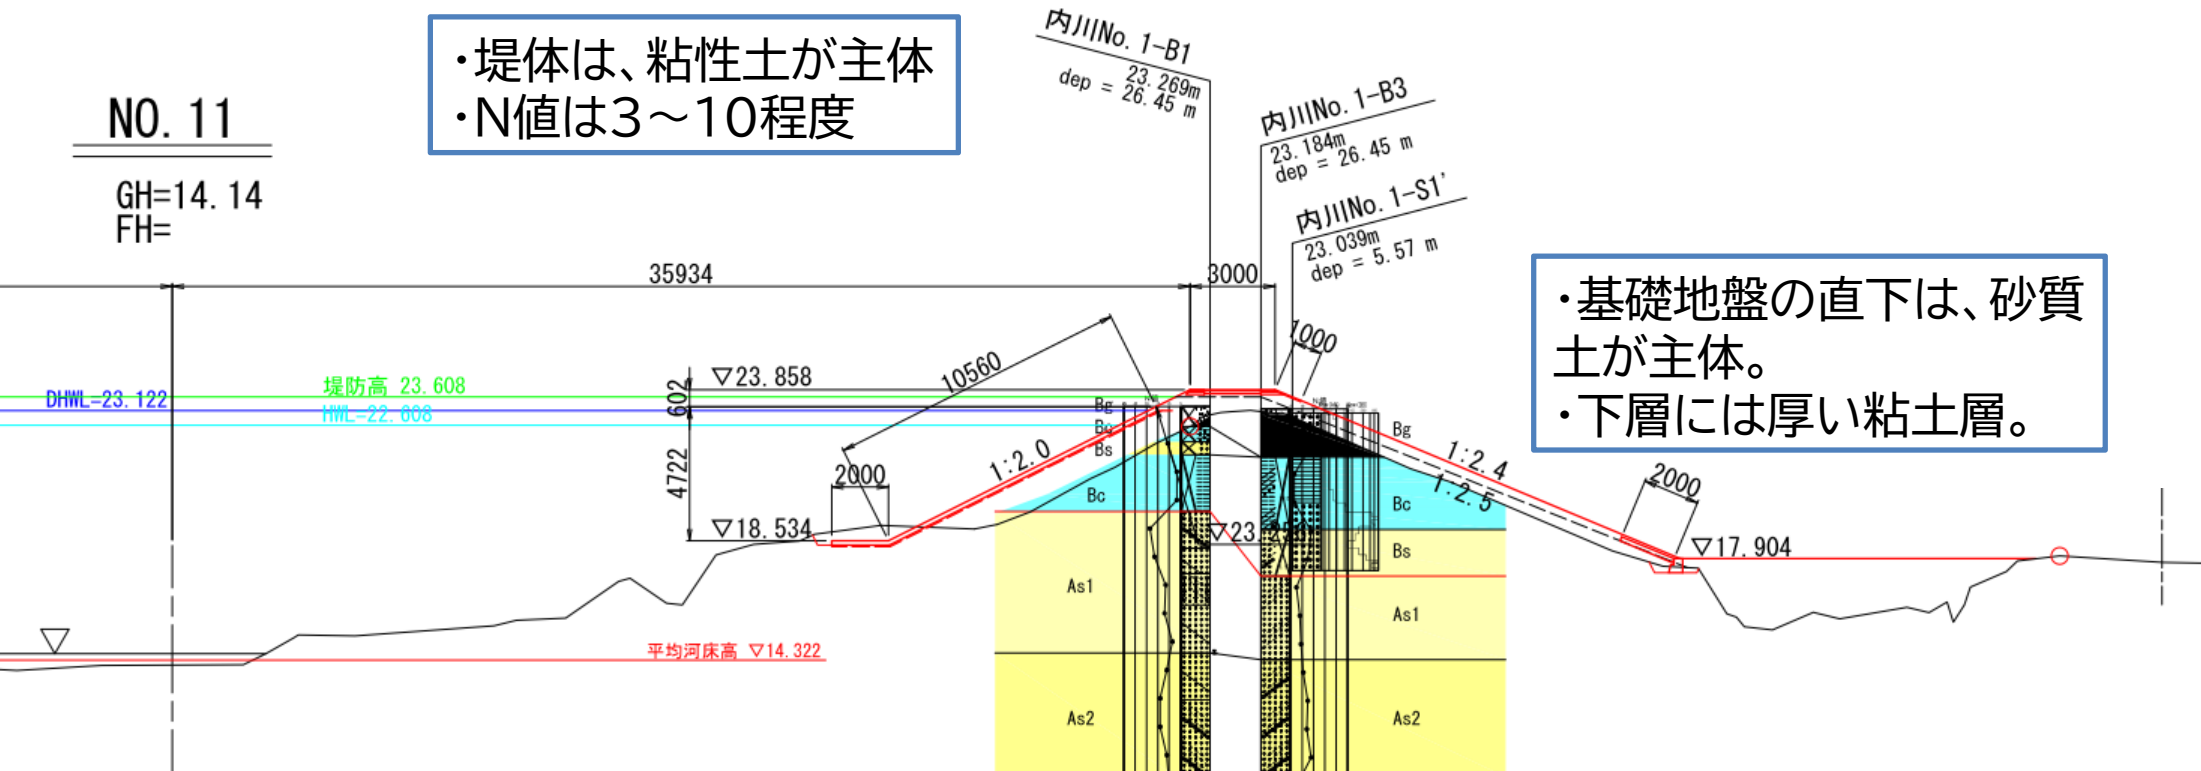 ・堤体は、粘性土が主体
・N値は3～10程度
NO. 11
GH=14.14
FH=
内川No. 1-B1
23.269m
dep = 26.45 m
内川No. 1-B3
23.184m
dep = 26.45 m
内川No. 1-S1'
23.039m
dep = 5.57 m
・基礎地盤の直下は、砂質
土が主体。
・下層には厚い粘土層。
35934
3000
1000
10560
602
▽23.858
堤防高 23.608
DHWL=23.122
HWL=22.608
4722
2000
1:2.0
▽18.534
Bg
Bs
Bc
As1
As2
Bg
Bc
Bs
As1
As2
1:2.4
1:2.5
2000
▽17.904
平均河床高 ▽14.322